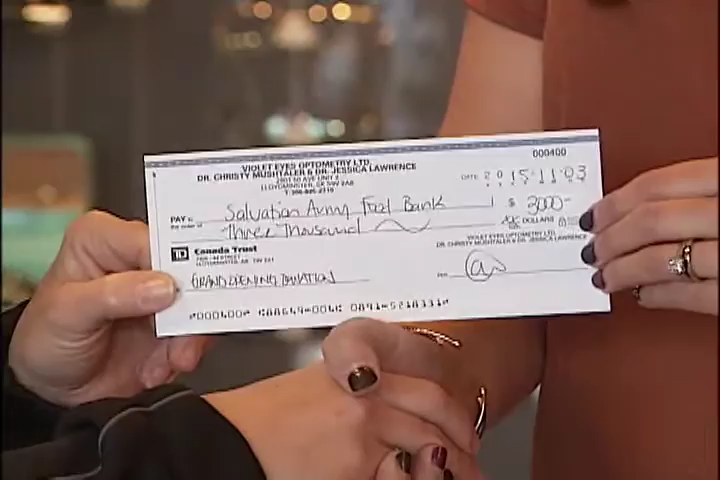 VIOLET EYES OPTOMETRY LTD.
DR. CHRISTY MUSHTALER & DR. JESSICA LAWRENCE
LLOYDMINSTER, SK
000400
DATE 2015-11-03
PAY to the order of Salvation Army Food Bank $ 3000-
Three Thousand DOLLARS
TD Canada Trust
VIOLET EYES OPTOMETRY LTD.
DR. CHRISTY MUSHTALER & DR. JESSICA LAWRENCE
GRAND OPENING DONATION
PER